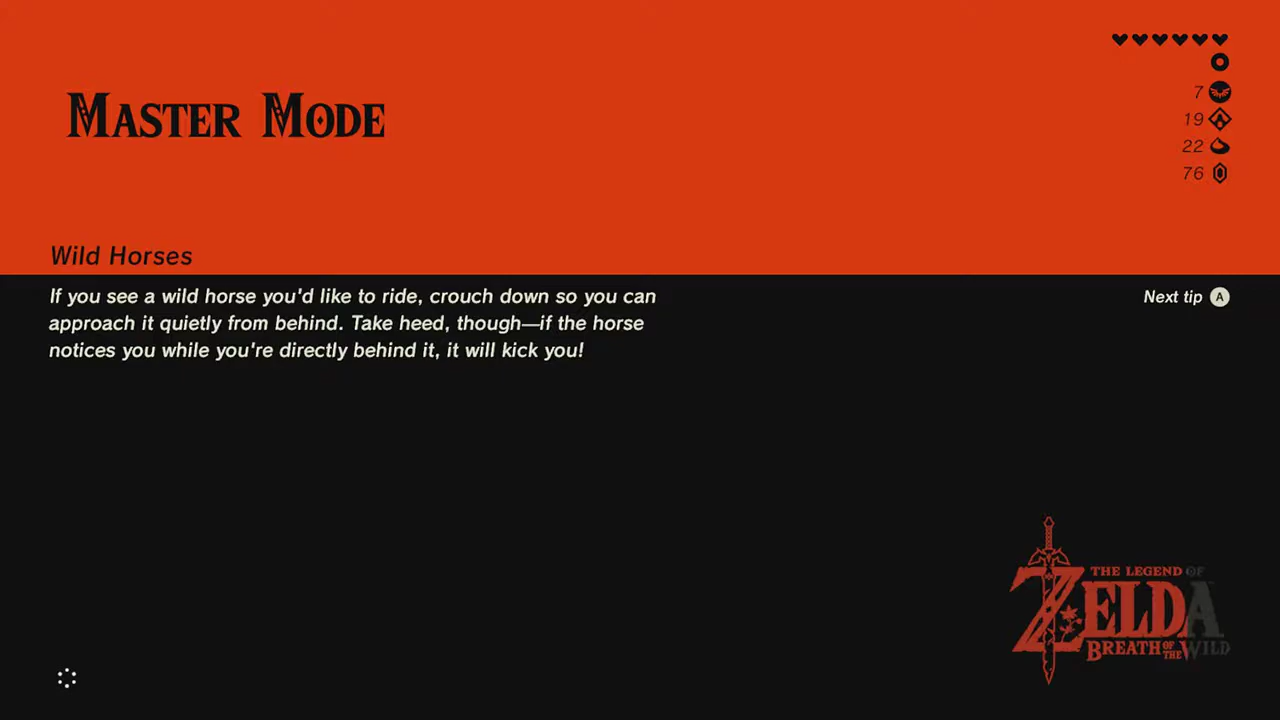 Master Mode
7
19
22
76
Wild Horses
If you see a wild horse you'd like to ride, crouch down so you can
approach it quietly from behind. Take heed, though—if the horse
notices you while you're directly behind it, it will kick you!
Next tip A
THE LEGEND OF
ZELDA
BREATH OF THE WILD